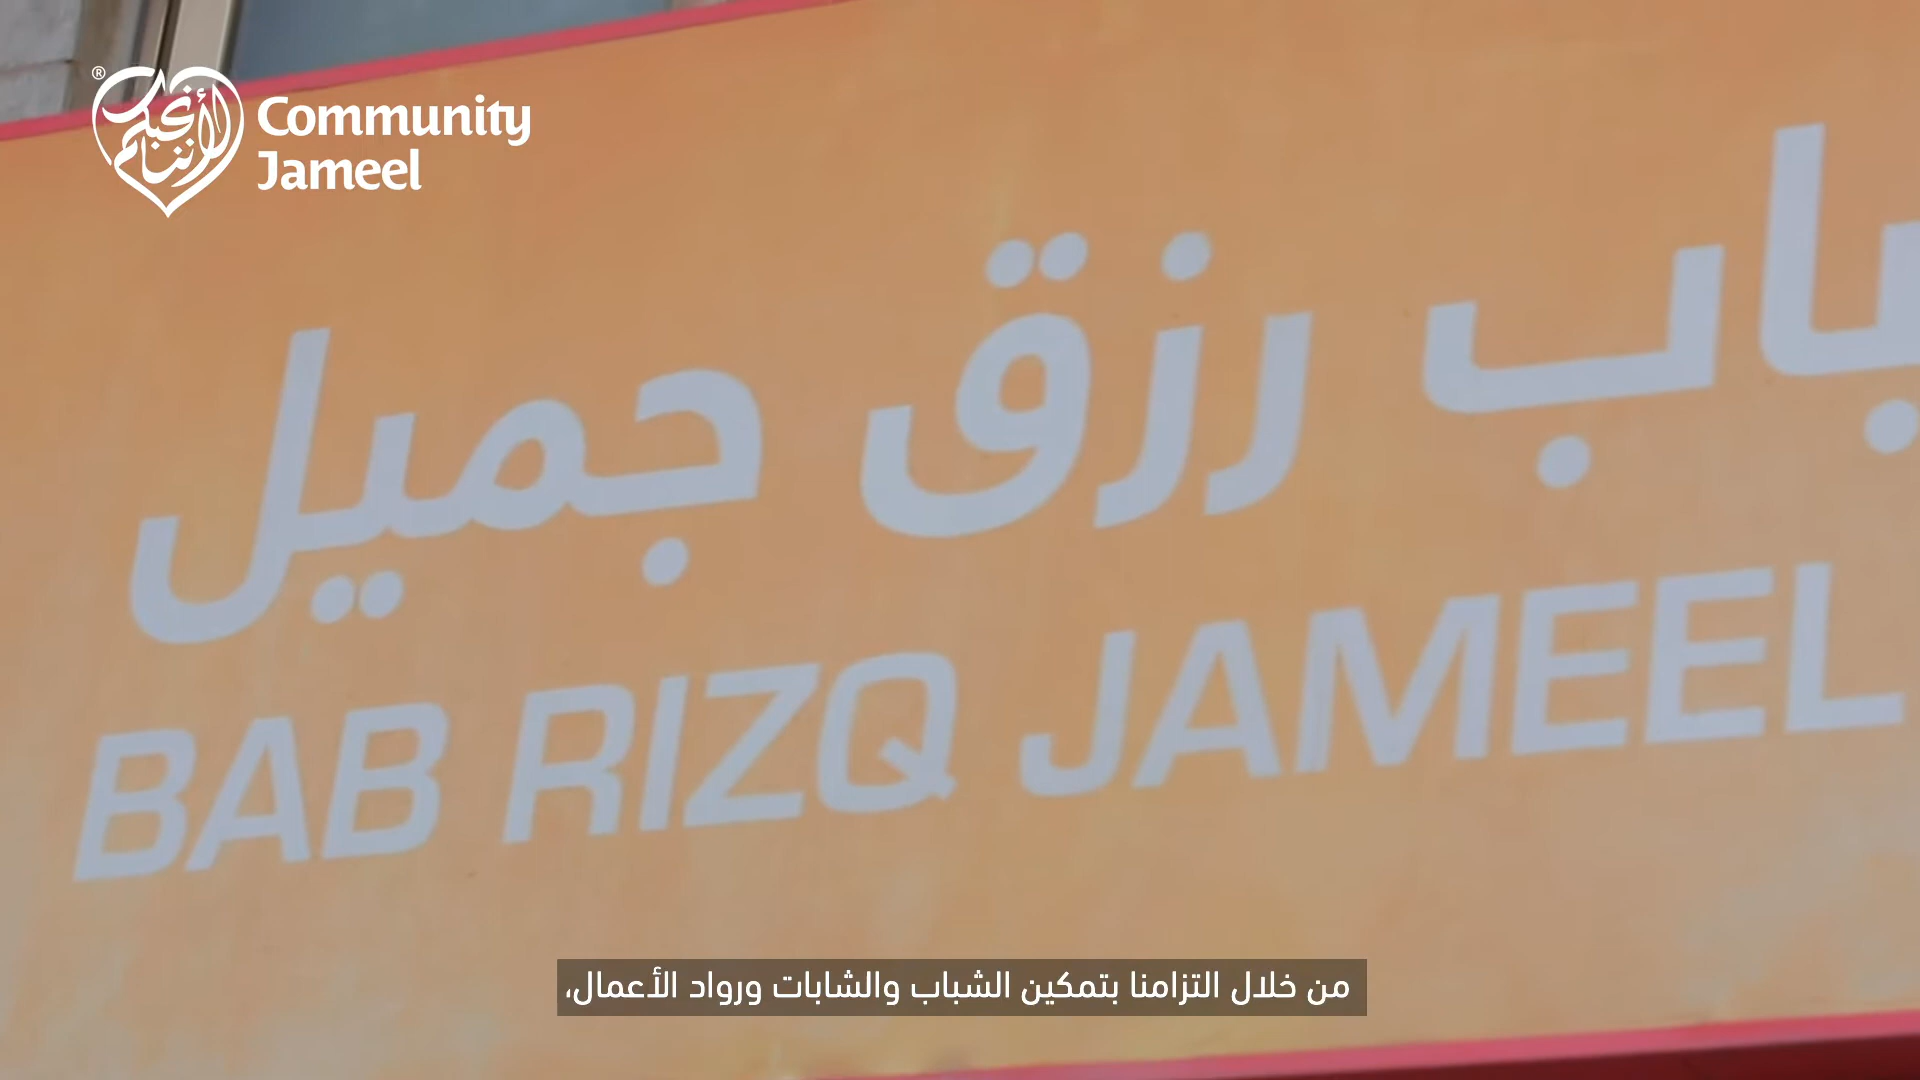 Community
Jameel
باب رزق جميل
BAB RIZQ JAMEEL
من خلال التزامنا بتمكين الشباب والشابات ورواد الأعمال،